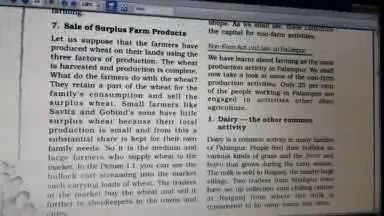 farming.
7. Sale of Surplus Farm Products
Let us suppose that the farmers have
produced wheat on their lands using the
three factors of production. The wheat
is harvested and production is complete.
What do the farmers do with the wheat?
They retain a part of the wheat for the
family's consumption and sell the
surplus wheat. Small farmers like
Savita and Gobind's sons have little
surplus wheat because their total
production is small and from this a
substantial share is kept for their own
family needs. So it is the medium and
large farmers who supply wheat to the
market. In the Picture 1.1, you can see the
bullock cart streaming into the market
each carrying loads of wheat. The traders
at the market buy the wheat and sell it
further to shopkeepers in the towns and
cities.
shope. As we shall see, these
the capital for non-farm activities.
Non-Farm Activities in Palampur
We have learnt about farming as the main
production activity in Palampur. We shall
now take a look at some of the non-farm
production activities. Only 25 per cent
of the people working in Palampur are
engaged in activities other than
agriculture.
1. Dairy — the other common
activity
Dairy is a common activity in many families
of Palampur. People feed their buffalos on
various kinds of grass and the jowar and
bajra that grows during the rainy season.
The milk is sold in Raiganj, the nearby large
village. Two traders from Shahpur town
have set up collection cum chilling centres
at Raiganj from where the milk is
transported to far away towns and cities.